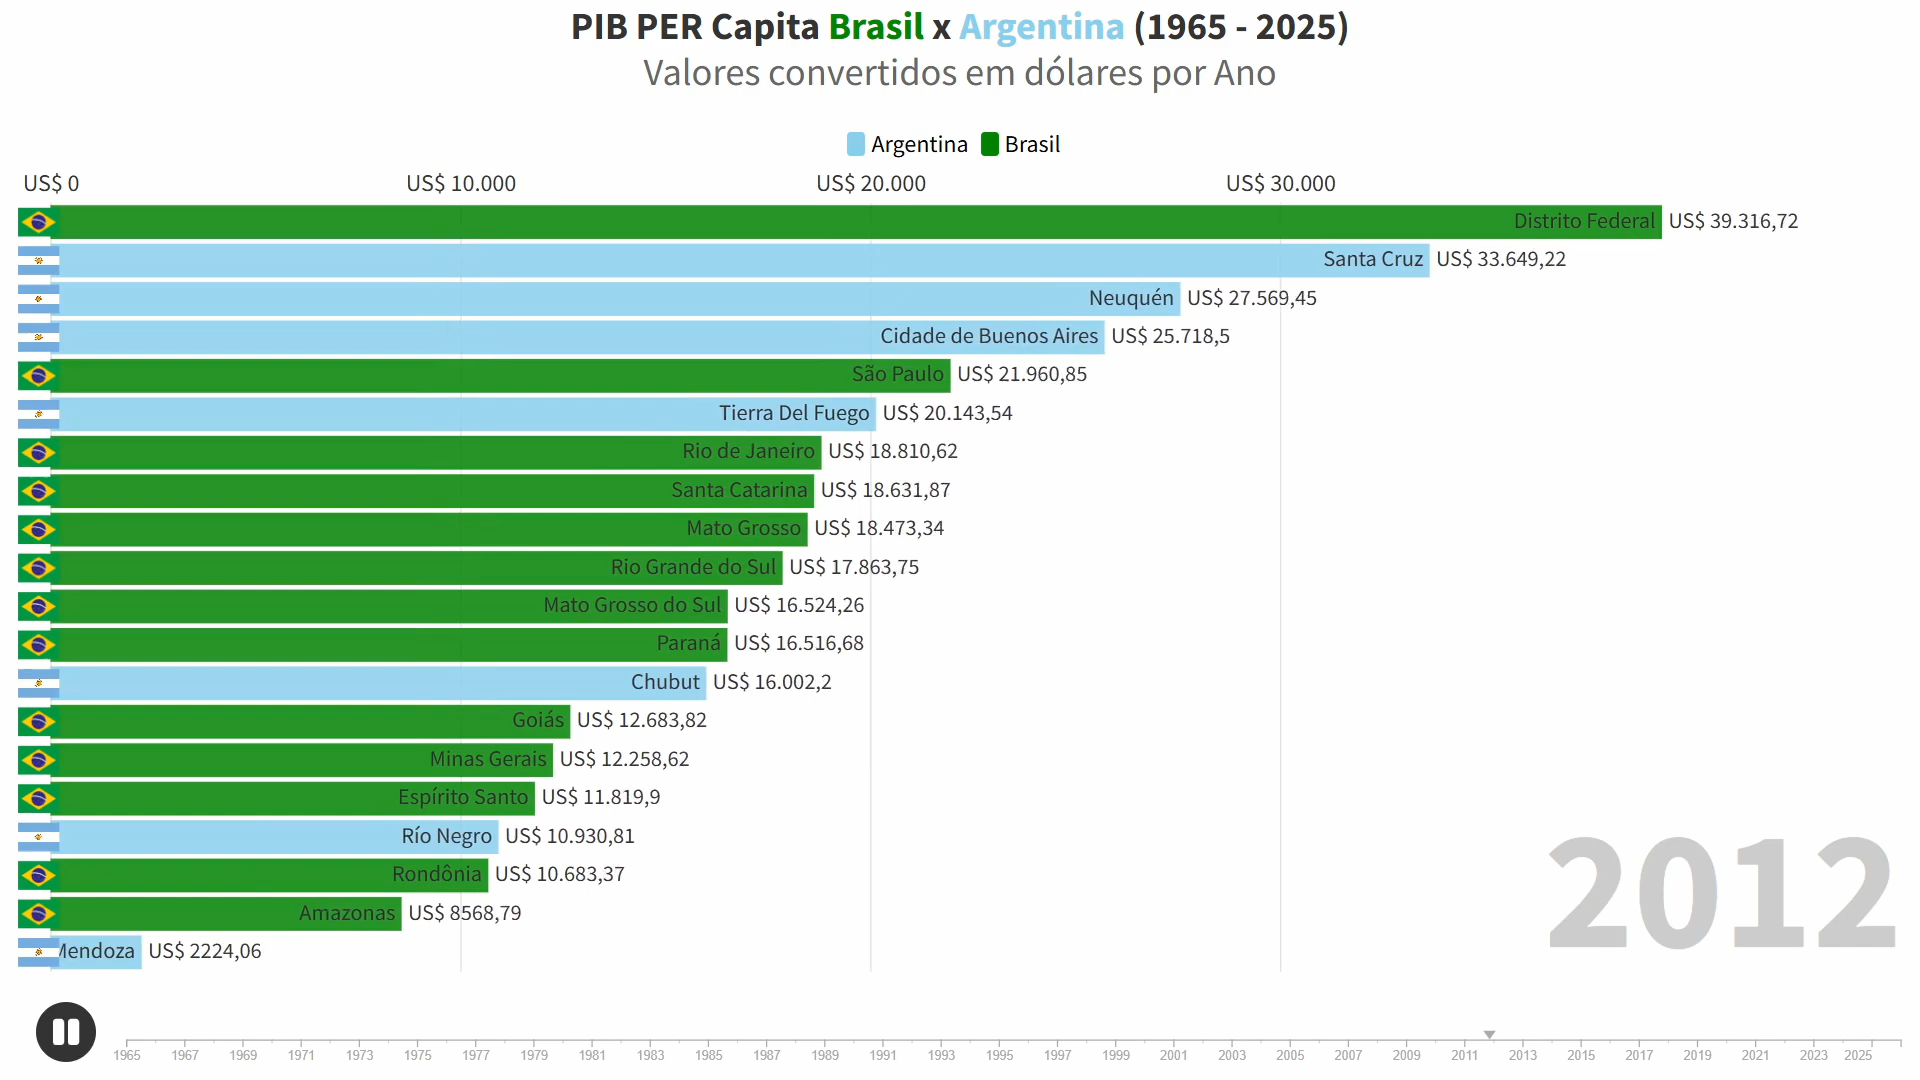 PIB PER Capita Brasil x Argentina (1965 - 2025)
Valores convertidos em dólares por Ano
Argentina Brasil
US$ 0 US$ 10.000 US$ 20.000 US$ 30.000
Distrito Federal US$ 39.316,72
Santa Cruz US$ 33.649,22
Neuquén US$ 27.569,45
Cidade de Buenos Aires US$ 25.718,5
São Paulo US$ 21.960,85
Tierra Del Fuego US$ 20.143,54
Rio de Janeiro US$ 18.810,62
Santa Catarina US$ 18.631,87
Mato Grosso US$ 18.473,34
Rio Grande do Sul US$ 17.863,75
Mato Grosso do Sul US$ 16.524,26
Paraná US$ 16.516,68
Chubut US$ 16.002,2
Goiás US$ 12.683,82
Minas Gerais US$ 12.258,62
Espírito Santo US$ 11.819,9
Río Negro US$ 10.930,81
Rondônia US$ 10.683,37
Amazonas US$ 8568,79
Mendoza US$ 2224,06
2012
1965 1967 1969 1971 1973 1975 1977 1979 1981 1983 1985 1987 1989 1991 1993 1995 1997 1999 2001 2003 2005 2007 2009 2011 2013 2015 2017 2019 2021 2023 2025